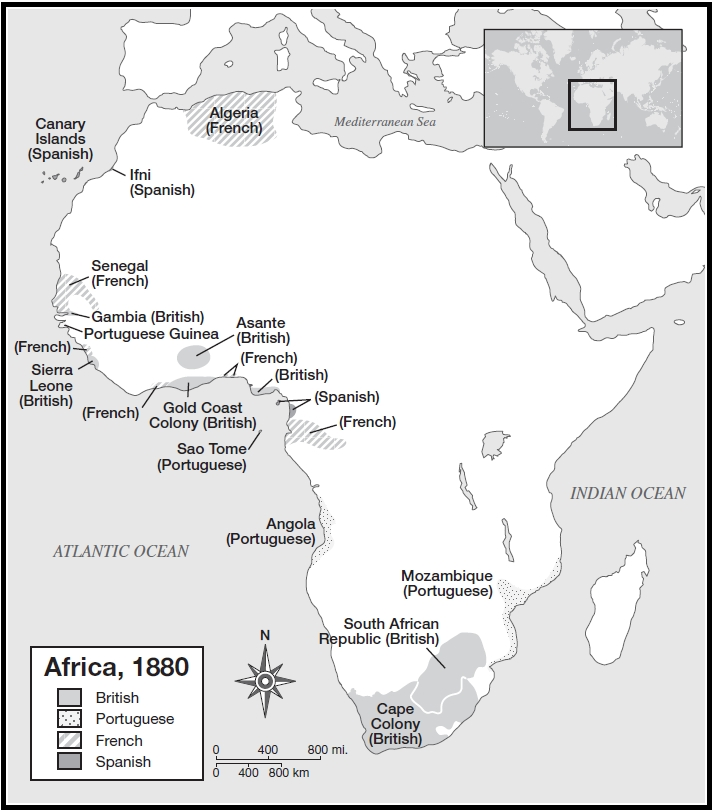 Canary
Islands
(Spanish)
Algeria
(French)
Mediterranean Sea
Ifni
(Spanish)
Senegal
(French)
Gambia (British)
Portuguese Guinea
(French)
Sierra
Leone
(British)
(French)
Asante
(British)
(French)
(British)
(Spanish)
(French)
Gold Coast
Colony (British)
Sao Tome
(Portuguese)
INDIAN OCEAN
Angola
(Portuguese)
ATLANTIC OCEAN
Mozambique
(Portuguese)
South African
Republic (British)
Cape
Colony
(British)
N
Africa, 1880
British
Portuguese
French
Spanish
0 400 800 mi.
0 400 800 km